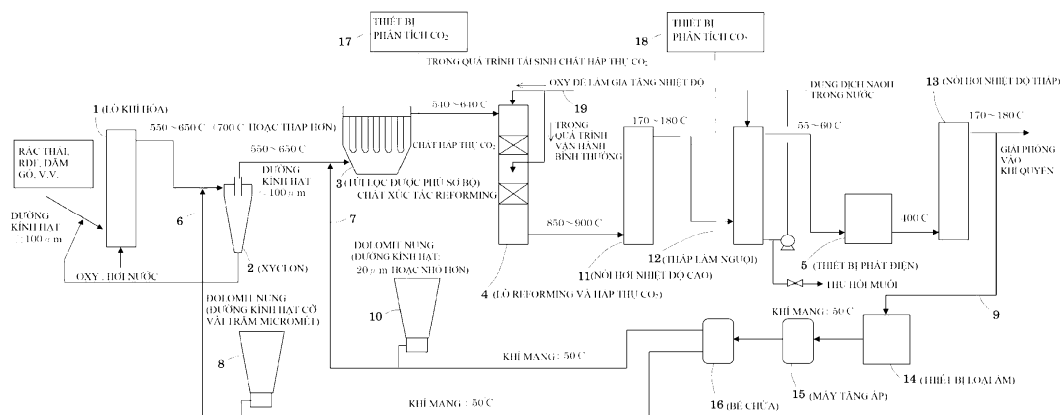 17
THIẾT BỊ
PHÂN TÍCH CO₂
18
THIẾT BỊ
PHÂN TÍCH CO₂
TRONG QUÁ TRÌNH TÁI SINH CHẤT HẤP THỤ CO₂
1 (LÒ KHÍ HÓA)
550~650 C (700 C HOẶC THẤP HƠN)
540~640 C
OXY ĐỂ LÀM GIA TĂNG NHIỆT ĐỘ
19
DUNG DỊCH NAOH
TRONG NƯỚC
13 (NỒI HƠI NHIỆT ĐỘ THẤP)
RÁC THẢI,
RDF, DĂM
GỖ, V.V.
550~650 C
CHẤT HẤP THỤ CO₂
TRONG
QUÁ TRÌNH
VẬN HÀNH
BÌNH THƯỜNG
170~180 C
55~60 C
170~180 C
GIẢI PHÓNG
VÀO
KHÍ QUYỂN
ĐƯỜNG
KÍNH HẠT
100μm
3 (TÚI LỌC ĐƯỢC PHỦ SƠ BỘ)
CHẤT XÚC TÁC REFORMING
ĐƯỜNG
KÍNH HẠT
100μm
6
7
850~900 C
400 C
OXY, HƠI NƯỚC
2 (XYCLON)
DOLOMIT NUNG
(ĐƯỜNG KÍNH HẠT:
20μm HOẶC NHỎ HƠN)
4 (LÒ REFORMING VÀ HẤP THỤ CO₂)
11 (NỒI HƠI NHIỆT ĐỘ CAO)
12 (THÁP LÀM NGUỘI)
5 (THIẾT BỊ PHÁT ĐIỆN)
THU HỒI MUỐI
DOLOMIT NUNG
(ĐƯỜNG KÍNH HẠT CỠ
VÀI TRĂM MICROMÉT)
8
10
KHÍ MANG : 50 C
9
KHÍ MANG : 50 C
16 (BỂ CHỨA)
15 (MÁY TĂNG ÁP)
14 (THIẾT BỊ LOẠI ẨM)
KHÍ MANG : 50 C